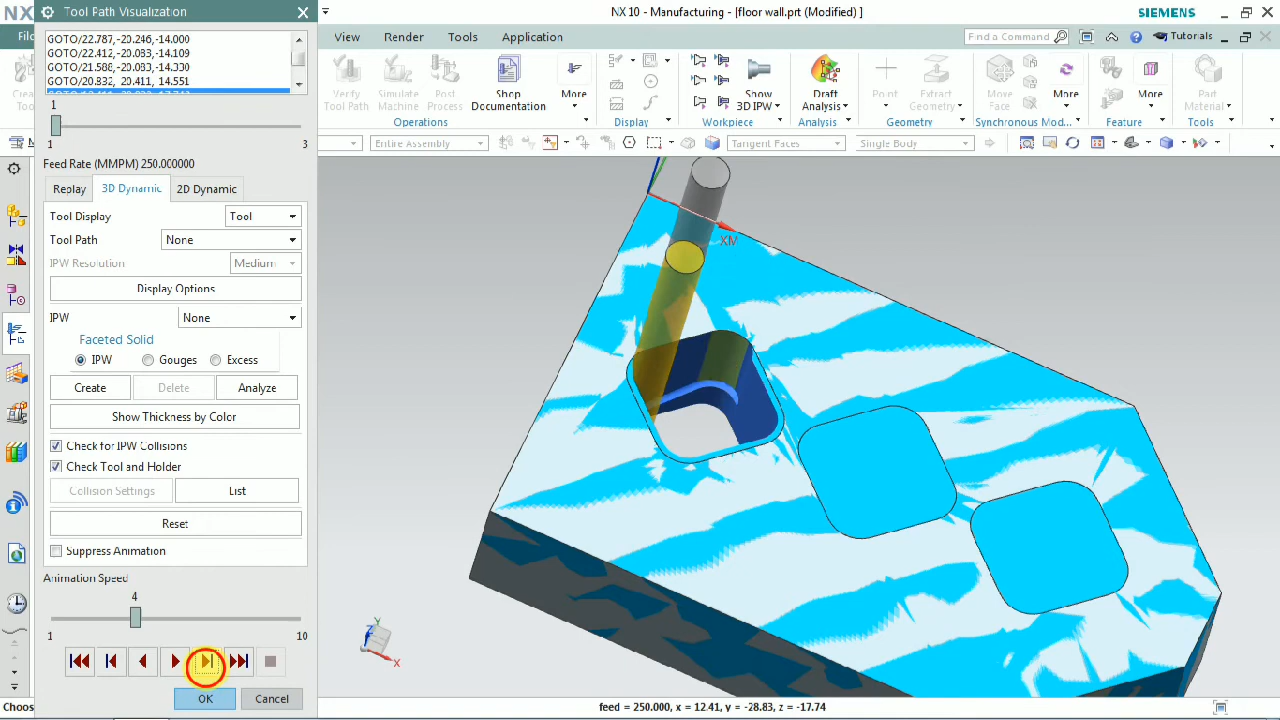 NX
Tool Path Visualization
NX 10 - Manufacturing - [floor wall.prt (Modified) ]
SIEMENS
View
Render
Tools
Application
Find a Command
Tutorials
GOTO/22.787,-20.246,-14.000
GOTO/22.412,-20.083,-14.109
GOTO/21.588,-20.083,-14.330
GOTO/20.832,-20.411,-14.551
1
1
3
Feed Rate (MMPM) 250.000000
Replay
3D Dynamic
2D Dynamic
Tool Display
Tool
Tool Path
None
IPW Resolution
Medium
Display Options
IPW
None
Faceted Solid
IPW
Gouges
Excess
Create
Delete
Analyze
Show Thickness by Color
Check for IPW Collisions
Check Tool and Holder
Collision Settings
List
Reset
Suppress Animation
Animation Speed
4
1
10
OK
Cancel
Verify
Tool Path
Simulate
Machine
Post
Process
Shop
Documentation
More
Operations
Display
Show
3D IPW
Workpiece
Draft
Analysis
Analysis
Point
Extract
Geometry
Geometry
Move
Face
More
Synchronous Mod...
More
Feature
Part
Material
Tools
Entire Assembly
Tangent Faces
Single Body
XM
Y
Z
X
Choos
feed = 250.000, x = 12.41, y = -28.83, z = -17.74